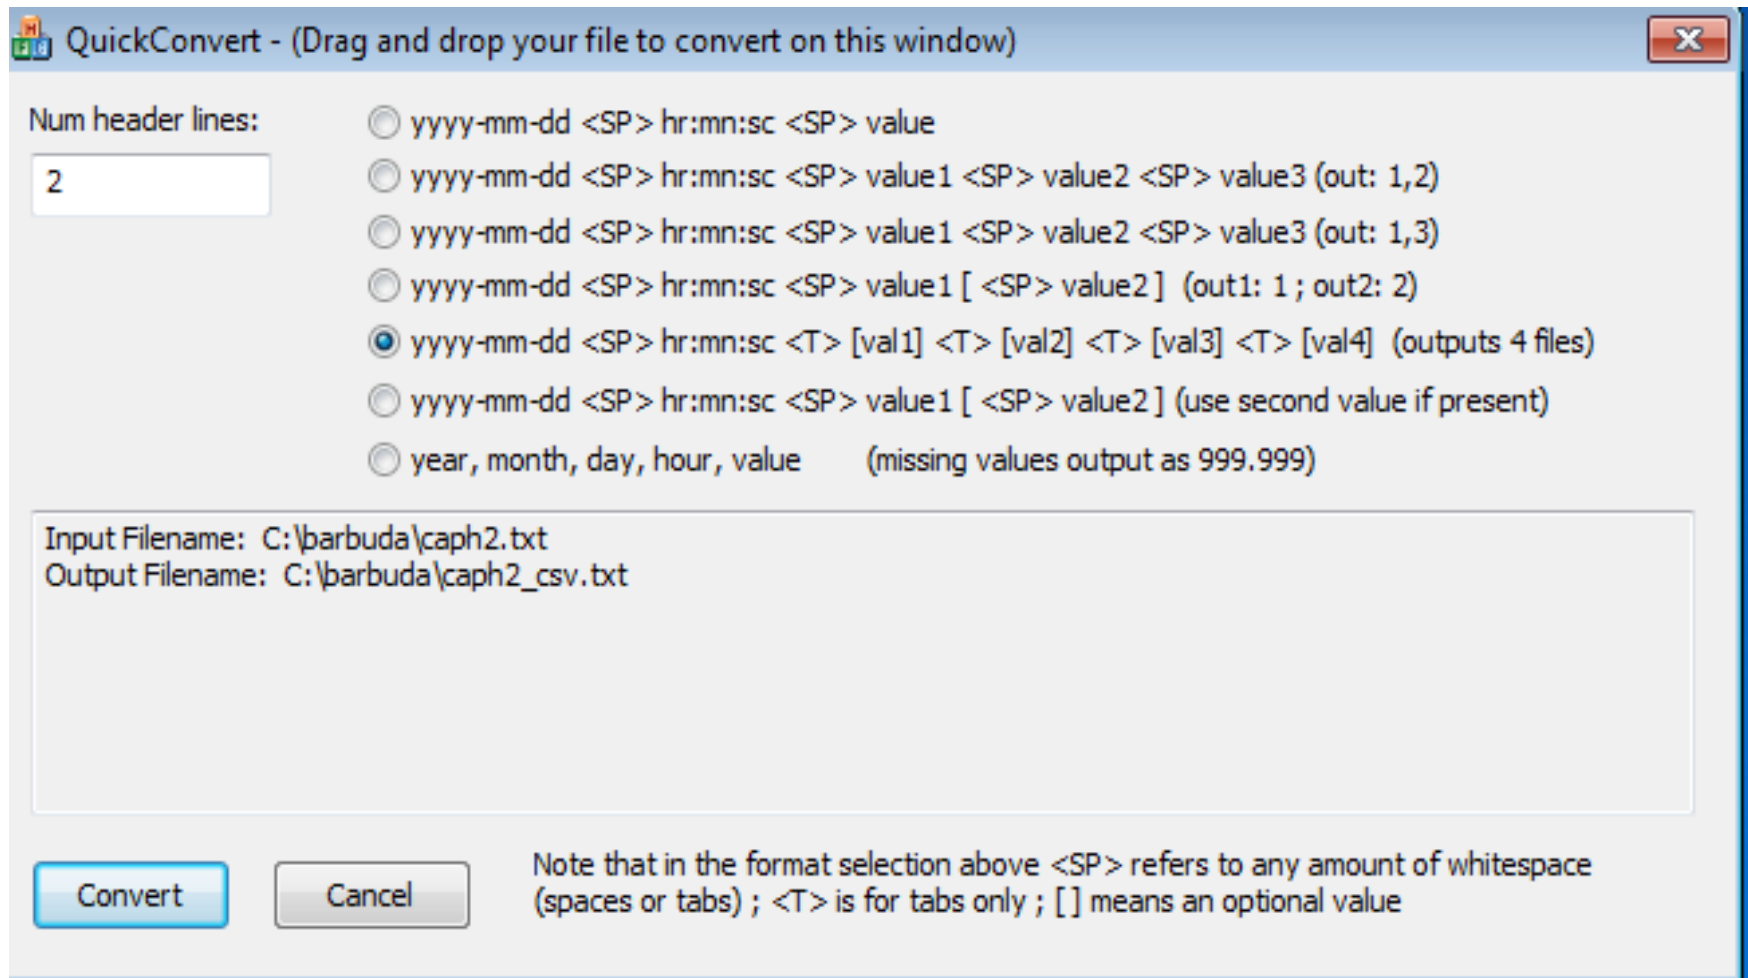 QuickConvert - (Drag and drop your file to convert on this window)
Num header lines:
2
yyyy-mm-dd <SP> hr:mn:sc <SP> value
yyyy-mm-dd <SP> hr:mn:sc <SP> value1 <SP> value2 <SP> value3 (out: 1,2)
yyyy-mm-dd <SP> hr:mn:sc <SP> value1 <SP> value2 <SP> value3 (out: 1,3)
yyyy-mm-dd <SP> hr:mn:sc <SP> value1 [ <SP> value2 ] (out1: 1 ; out2: 2)
yyyy-mm-dd <SP> hr:mn:sc <T> [val1] <T> [val2] <T> [val3] <T> [val4] (outputs 4 files)
yyyy-mm-dd <SP> hr:mn:sc <SP> value1 [ <SP> value2 ] (use second value if present)
year, month, day, hour, value (missing values output as 999.999)
Input Filename: C:\barbuda\caph2.txt
Output Filename: C:\barbuda\caph2_csv.txt
Convert
Cancel
Note that in the format selection above <SP> refers to any amount of whitespace
(spaces or tabs) ; <T> is for tabs only ; [ ] means an optional value